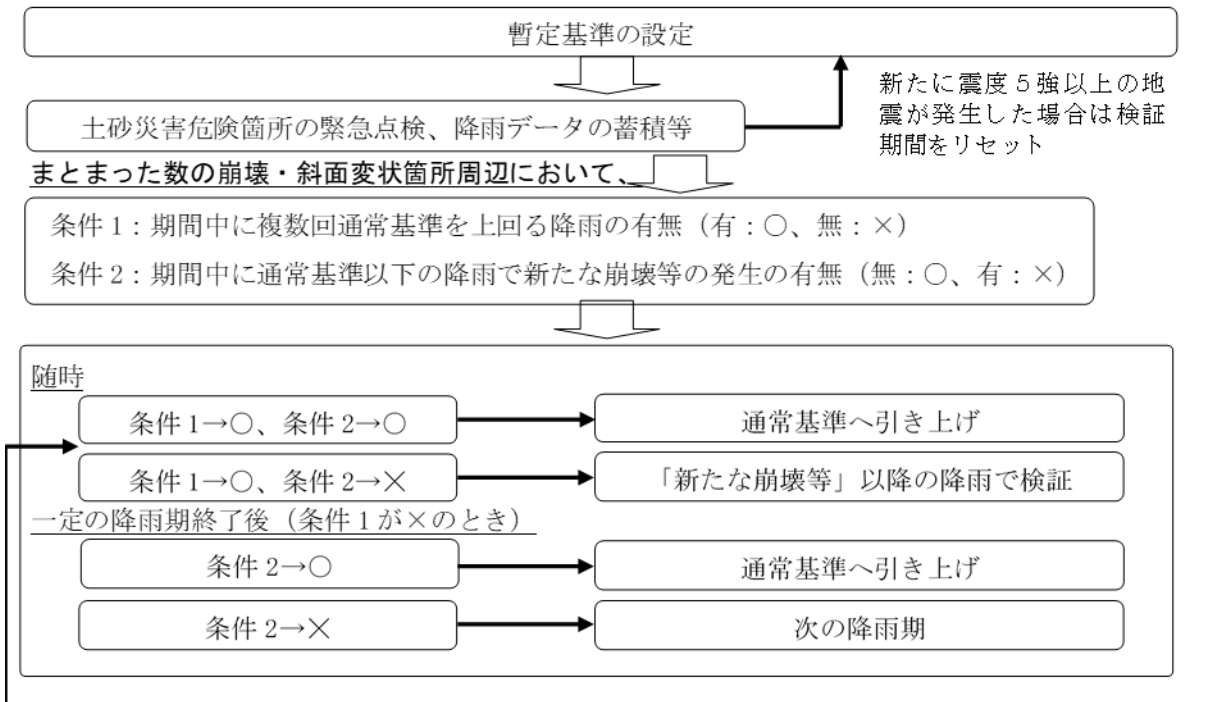 暫定基準の設定
新たに震度５強以上の地
震が発生した場合は検証
期間をリセット
土砂災害危険箇所の緊急点検、降雨データの蓄積等
まとまった数の崩壊・斜面変状箇所周辺において、
条件 1：期間中に複数回通常基準を上回る降雨の有無（有：○、無：×）
条件 2：期間中に通常基準以下の降雨で新たな崩壊等の発生の有無（無：○、有：×）
随時
条件 1→○、条件 2→○
通常基準へ引き上げ
条件 1→○、条件 2→×
「新たな崩壊等」以降の降雨で検証
一定の降雨期終了後（条件１が×のとき）
条件 2→○
通常基準へ引き上げ
条件 2→×
次の降雨期